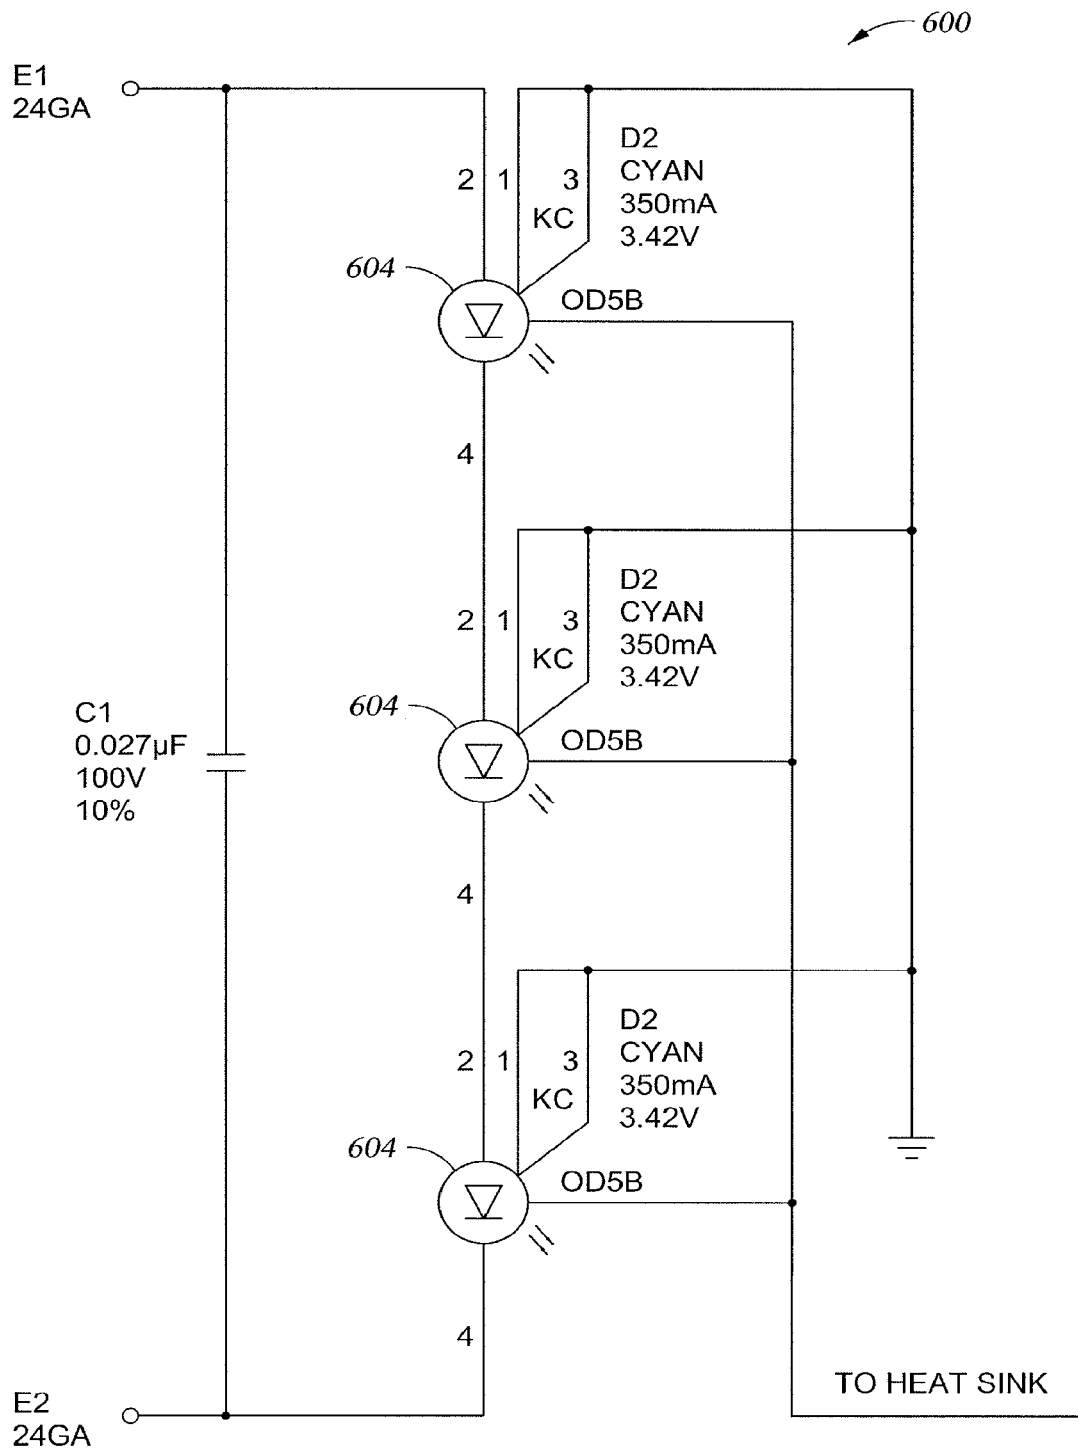 600
E1
24GA
2
1
3
KC
D2
CYAN
350mA
3.42V
604
OD5B
4
2
1
3
KC
D2
CYAN
350mA
3.42V
604
OD5B
C1
0.027µF
100V
10%
4
2
1
3
KC
D2
CYAN
350mA
3.42V
604
OD5B
4
TO HEAT SINK
E2
24GA